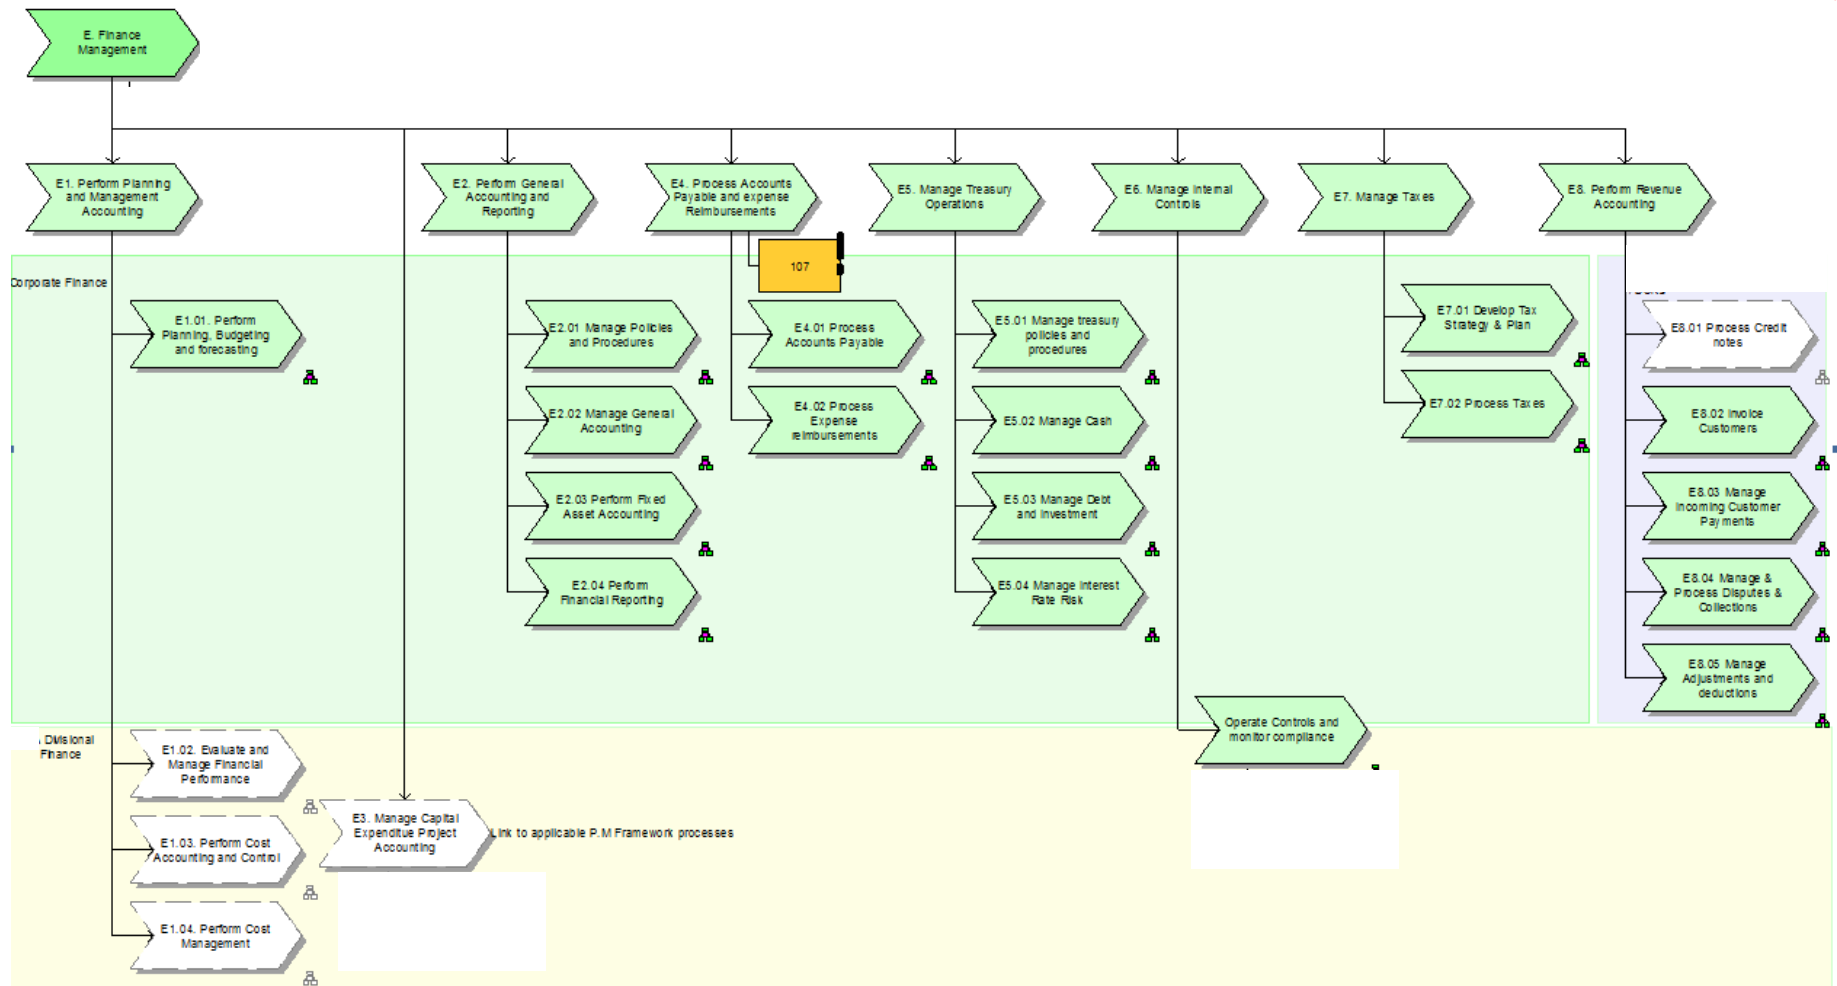 E. Finance
Management
E1. Perform Planning
and Management
Accounting
E2. Perform General
Accounting and
Reporting
E4. Process Accounts
Payable and expense
Reimbursements
E5. Manage Treasury
Operations
E6. Manage Internal
Controls
E7. Manage Taxes
E8. Perform Revenue
Accounting
107
Corporate Finance
E1.01. Perform
Planning, Budgeting
and forecasting
E2.01 Manage Policies
and Procedures
E2.02 Manage General
Accounting
E2.03 Perform Fixed
Asset Accounting
E2.04 Perform
Financial Reporting
E4.01 Process
Accounts Payable
E4.02 Process
Expense
reimbursements
E5.01 Manage treasury
policies and
procedures
E5.02 Manage Cash
E5.03 Manage Debt
and Investment
E5.04 Manage Interest
Rate Risk
E7.01 Develop Tax
Strategy & Plan
E7.02 Process Taxes
E8.01 Process Credit
notes
E8.02 Invoice
Customers
E8.03 Manage
Incoming Customer
Payments
E8.04 Manage &
Process Disputes &
Collections
E8.05 Manage
Adjustments and
deductions
Operate Controls and
monitor compliance
Divisional
Finance
E1.02. Evaluate and
Manage Financial
Performance
E1.03. Perform Cost
Accounting and Control
E1.04. Perform Cost
Management
E3. Manage Capital
Expenditue Project
Accounting
Link to applicable P.M Framework processes